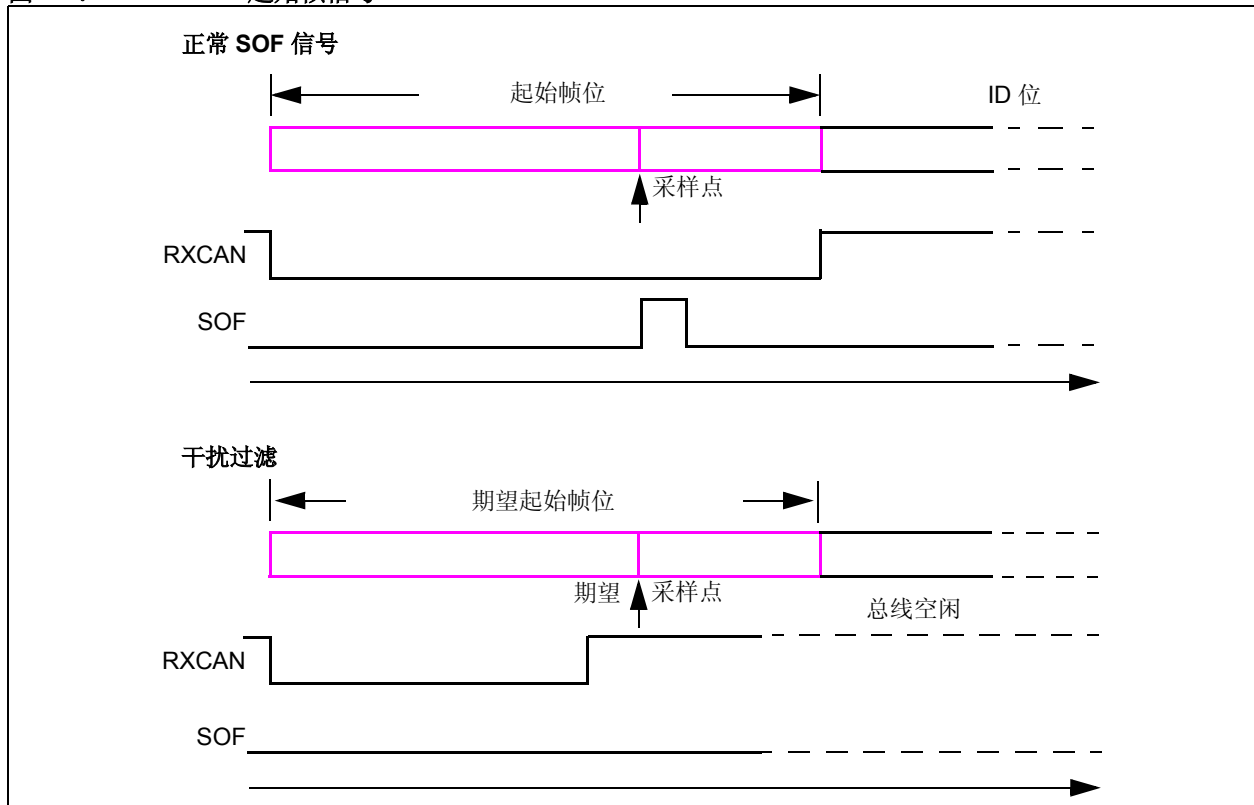 正常 SOF 信号
起始帧位
ID 位
采样点
RXCAN
SOF
干扰过滤
期望起始帧位
期望 采样点
总线空闲
RXCAN
SOF